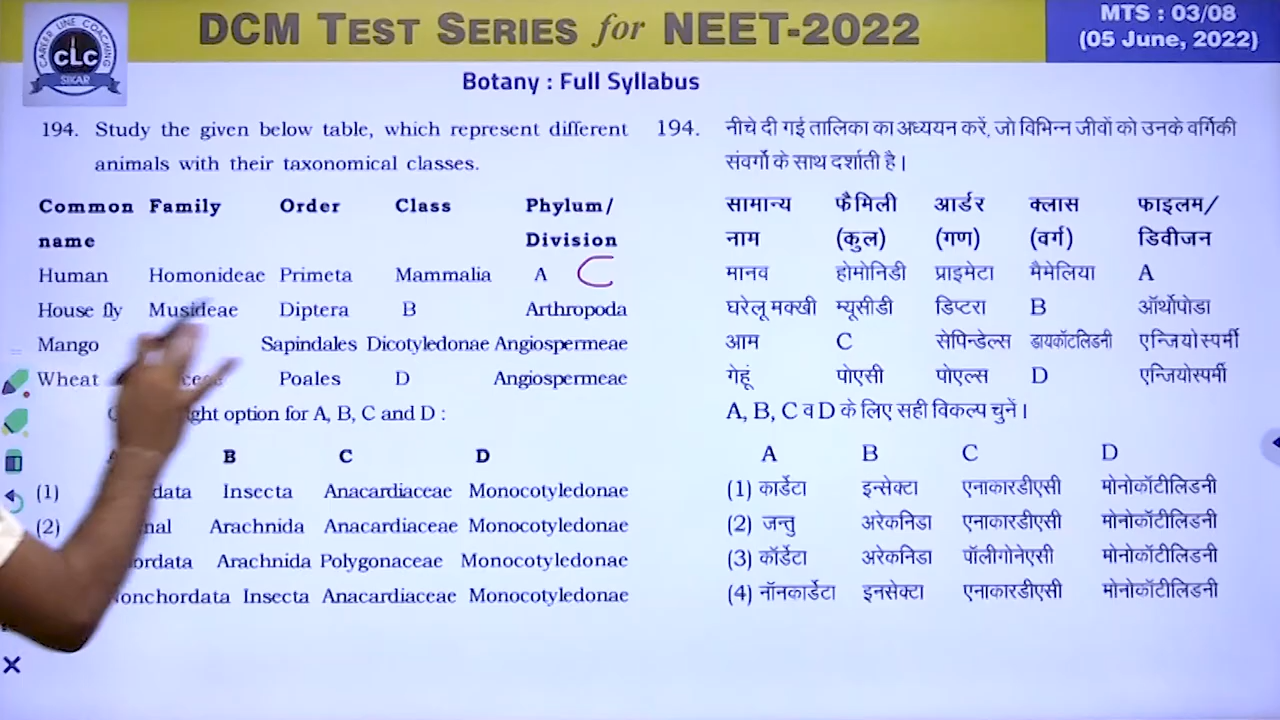 DCM TEST SERIES for NEET-2022
MTS : 03/08
(05 June, 2022)
CAREER LINE COACHING
CLC
SIKAR
Botany : Full Syllabus
194. Study the given below table, which represent different
animals with their taxonomical classes.
Common Family Order Class Phylum/
name Division
Human Homonideae Primeta Mammalia A C
House fly Musideae Diptera B Arthropoda
Mango Sapindales Dicotyledonae Angiospermeae
Wheat Poales D Angiospermeae
option for A, B, C and D :
B C D
(1) Insecta Anacardiaceae Monocotyledonae
(2) Arachnida Anacardiaceae Monocotyledonae
Arachnida Polygonaceae Monocotyledonae
Insecta Anacardiaceae Monocotyledonae
194. नीचे दी गई तालिका का अध्ययन करें, जो विभिन्न जीवों को उनके वर्गिकी
संवर्गो के साथ दर्शाती है।
सामान्य फैमिली आर्डर क्लास फाइलम/
नाम (कुल) (गण) (वर्ग) डिवीजन
मानव होमोनिडी प्राइमेटा मैमेलिया A
घरेलू मक्खी म्यूसीडी डिप्टरा B ऑर्थोपोडा
आम C सेपिन्डेल्स डायकॉटलिडनी एन्जियोस्पर्मी
गेहूं पोएसी पोएल्स D एन्जियोस्पर्मी
A, B, C व D के लिए सही विकल्प चुनें।
A B C D
(1) कार्डेटा इन्सेक्टा एनाकारडीएसी मोनोकॉटीलिडनी
(2) जन्तु अरेकनिडा एनाकारडीएसी मोनोकॉटीलिडनी
(3) कॉर्डेटा अरेकनिडा पॉलीगोनेएसी मोनोकॉटीलिडनी
(4) नॉनकार्डेटा इनसेक्टा एनाकारडीएसी मोनोकॉटीलिडनी